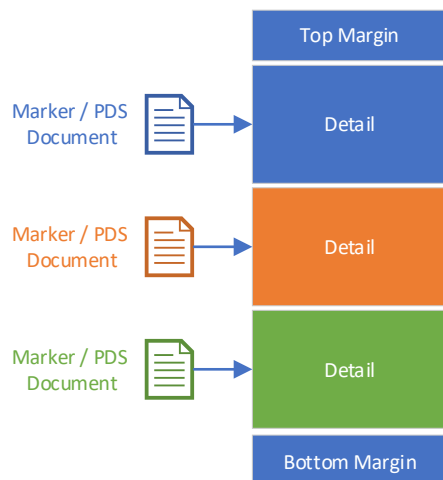 Top Margin
Marker / PDS
Document
Detail
Marker / PDS
Document
Detail
Marker / PDS
Document
Detail
Bottom Margin